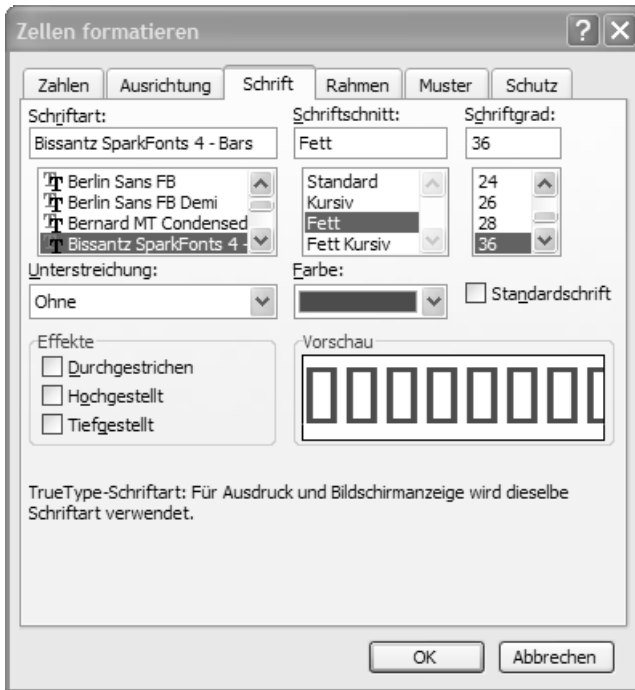 Zellen formatieren
Zahlen Ausrichtung Schrift Rahmen Muster Schutz
Schriftart: Schriftschnitt: Schriftgrad:
Bissantz SparkFonts 4 - Bars Fett 36
Berlin Sans FB Standard 24
Berlin Sans FB Demi Kursiv 26
Bernard MT Condensed Fett 28
Bissantz SparkFonts 4 - Fett Kursiv 36
Unterstreichung: Farbe:
Ohne Standardschrift
Effekte Vorschau
Durchgestrichen
Hochgestellt
Tiefgestellt
TrueType-Schriftart: Für Ausdruck und Bildschirmanzeige wird dieselbe
Schriftart verwendet.
OK Abbrechen